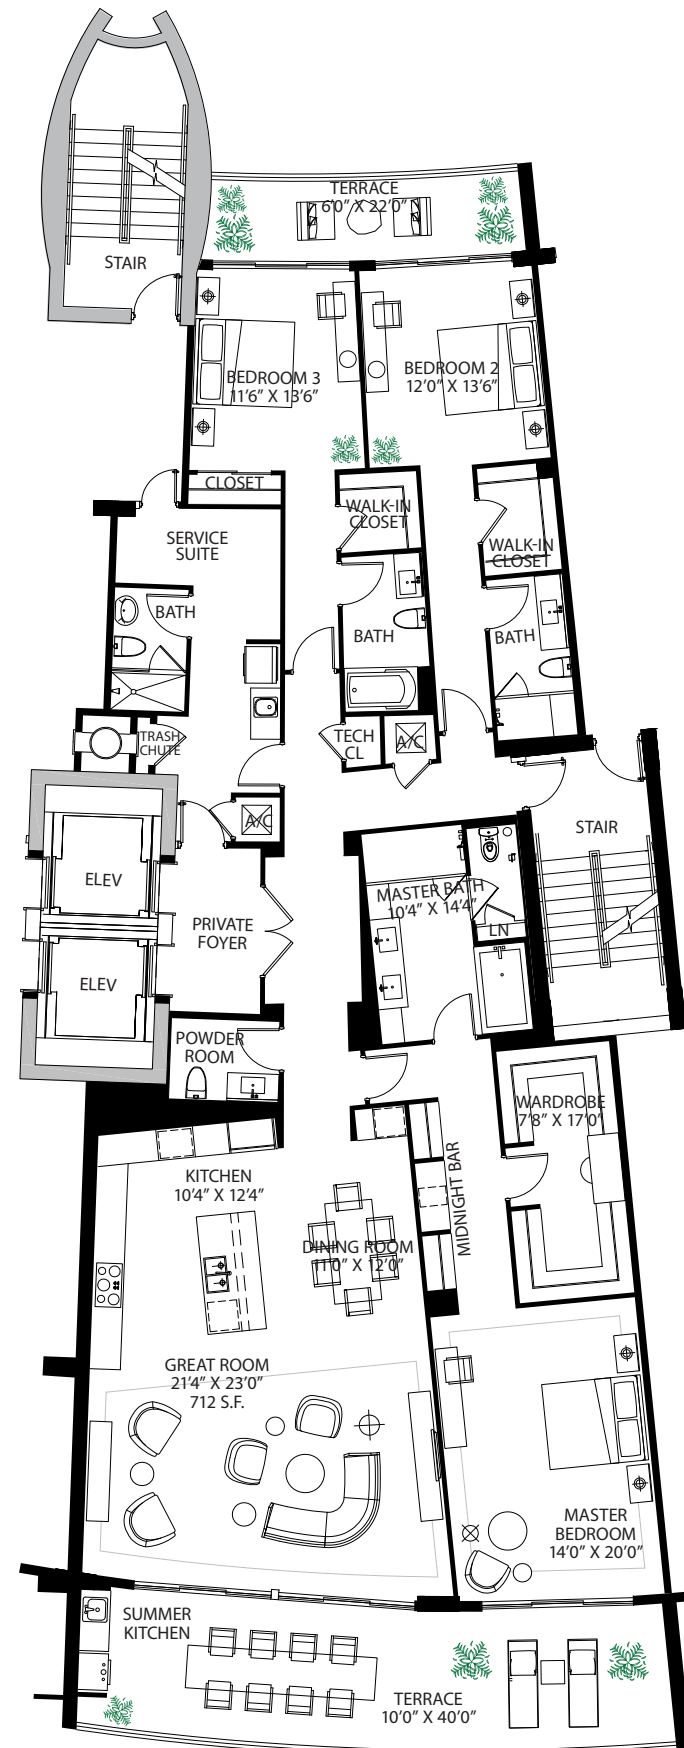 TERRACE
6'0" X 22'0"
STAIR
BEDROOM 3
11'6" X 13'6"
BEDROOM 2
12'0" X 13'6"
CLOSET
WALK-IN
CLOSET
SERVICE
SUITE
WALK-IN
CLOSET
BATH
BATH
BATH
TRASH
CHUTE
TECH
CL
A/C
A/C
STAIR
ELEV
MASTER BATH
10'4" X 14'4"
PRIVATE
FOYER
LN
ELEV
POWDER
ROOM
WARDROBE
7'8" X 17'0"
MIDNIGHT BAR
KITCHEN
10'4" X 12'4"
DINING ROOM
11'0" X 12'0"
GREAT ROOM
21'4" X 23'0"
712 S.F.
MASTER
BEDROOM
14'0" X 20'0"
SUMMER
KITCHEN
TERRACE
10'0" X 40'0"